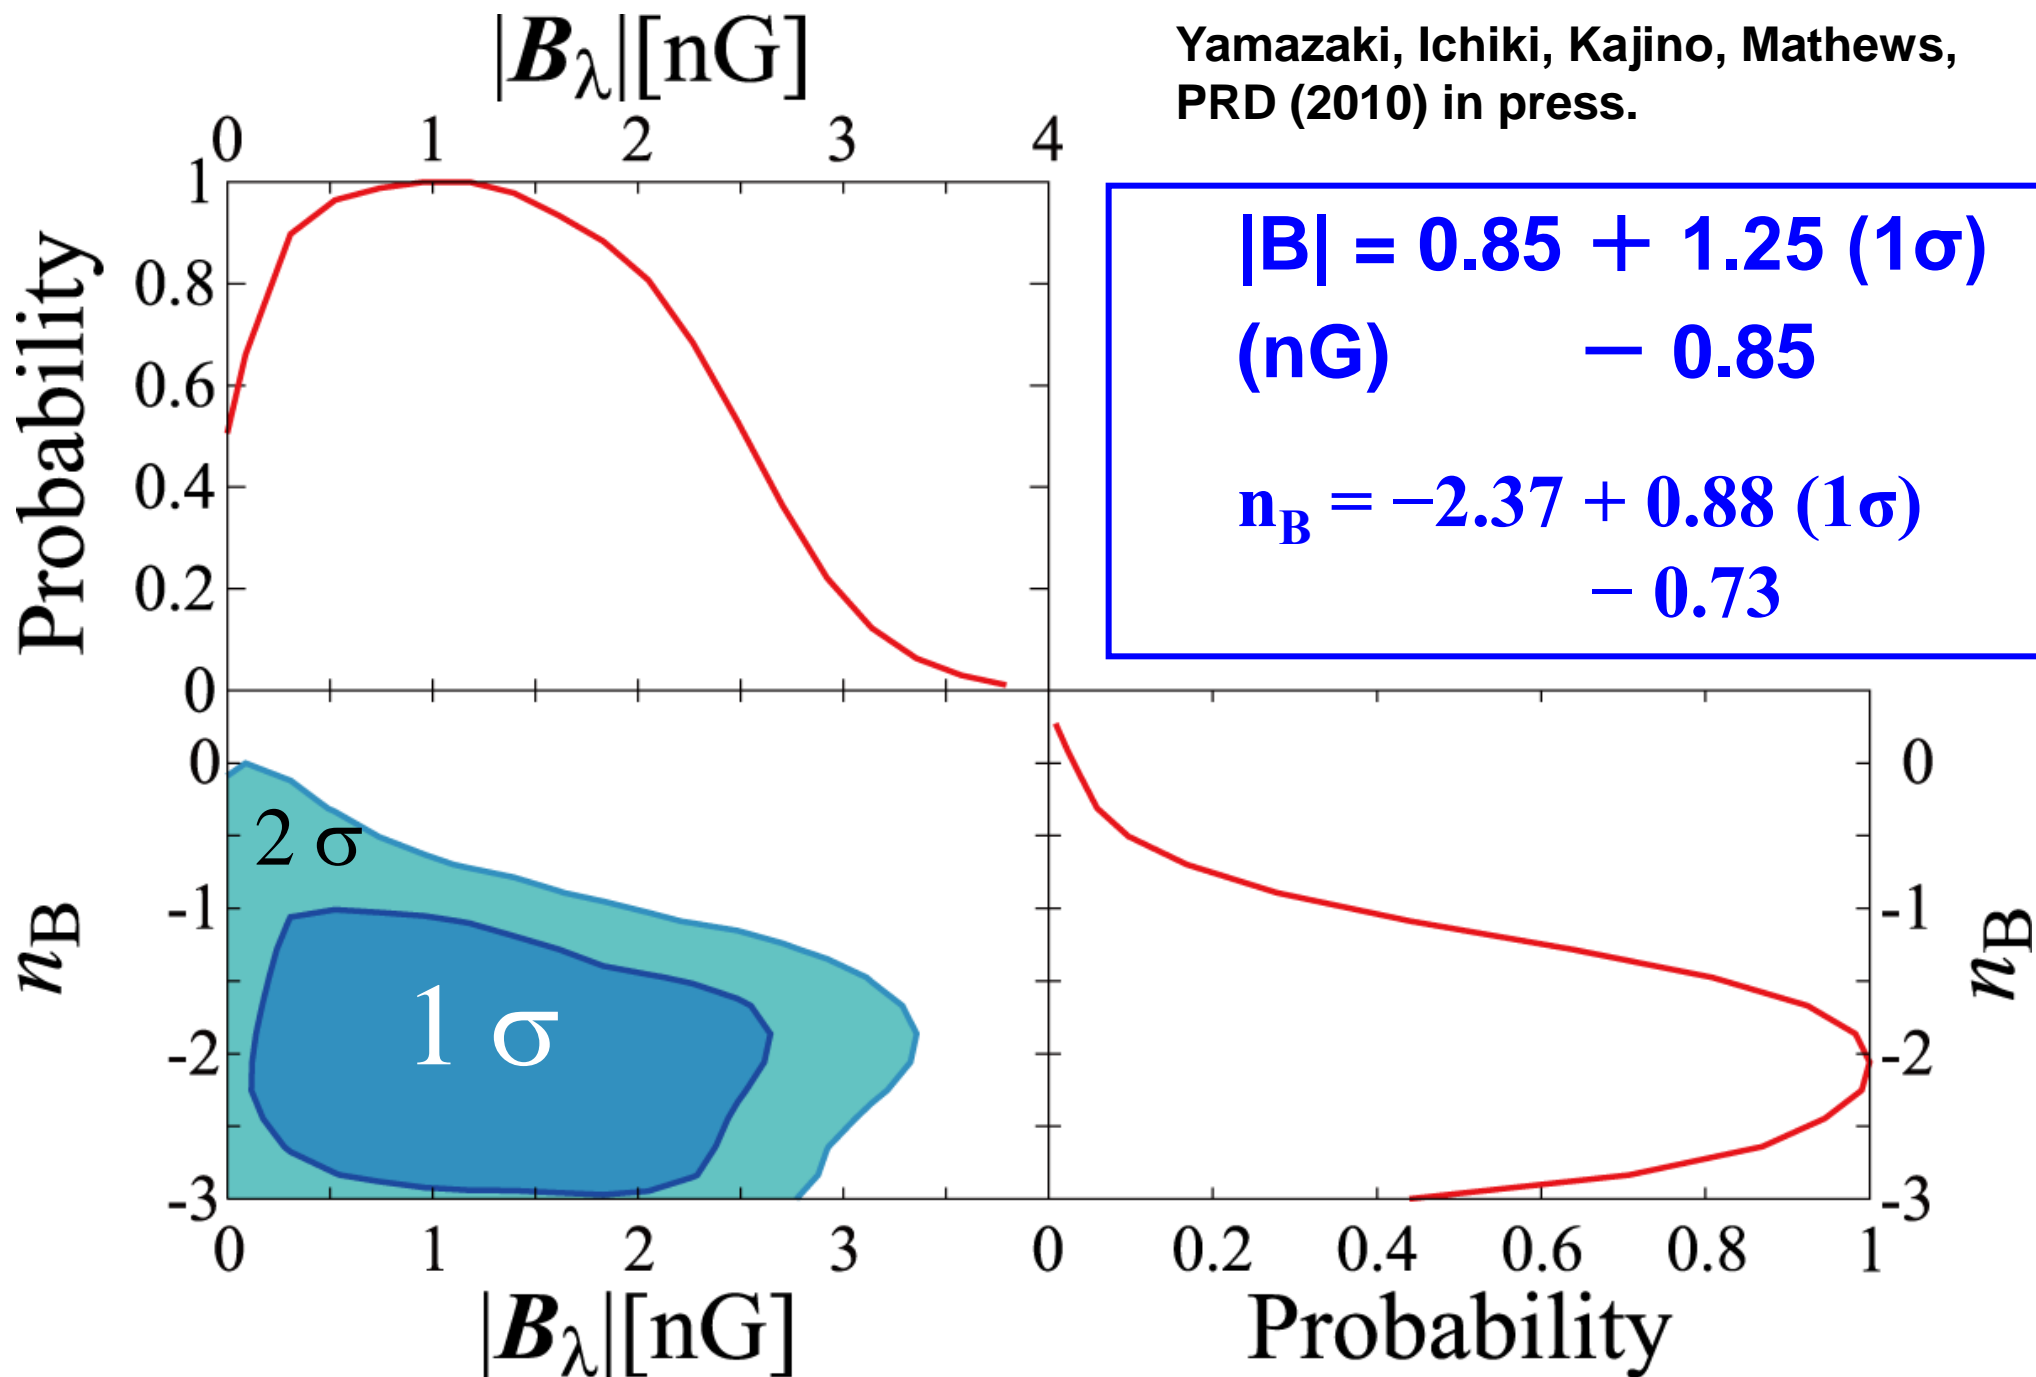 |Bλ|[nG]
Yamazaki, Ichiki, Kajino, Mathews,
PRD (2010) in press.
0 1 2 3 4
1
0.8
0.6
0.4
0.2
0
Probability
|B| = 0.85 + 1.25 (1σ)
(nG) − 0.85
nB = −2.37 + 0.88 (1σ)
− 0.73
0
-1
-2
-3
nB
2 σ
1 σ
0
-1
-2
-3
nB
0 1 2 3
0 0.2 0.4 0.6 0.8 1
|Bλ|[nG]
Probability